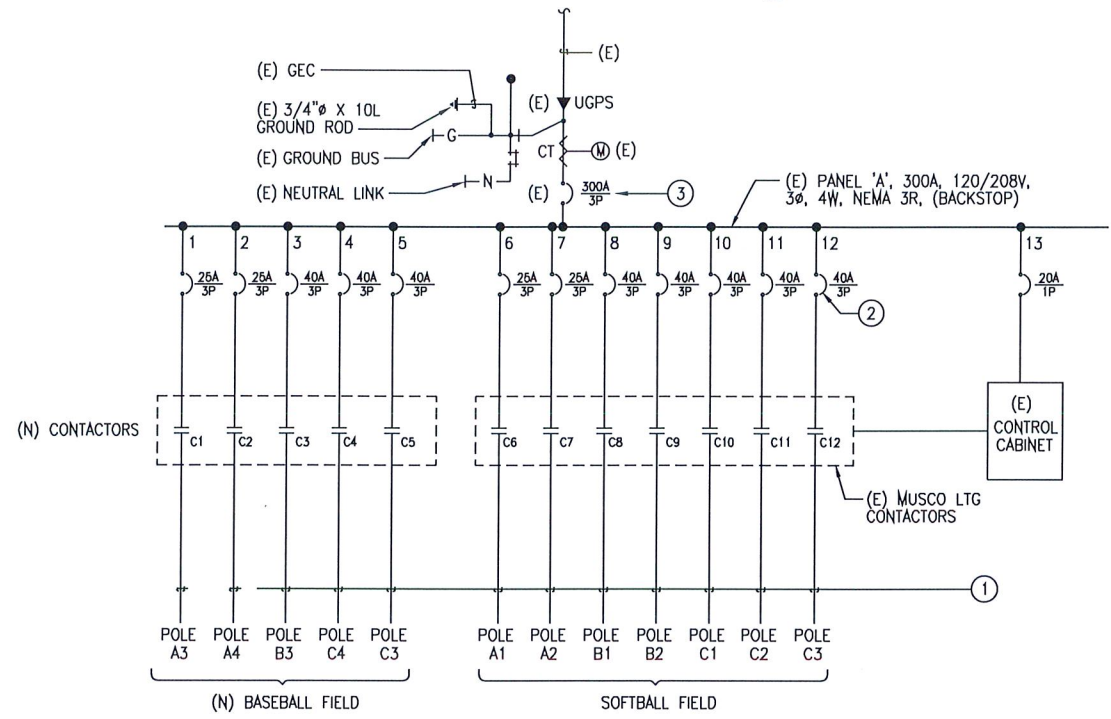 (E)
(E) GEC
(E) 3/4"ø X 10L
GROUND ROD
(E) UGPS
G
(E) GROUND BUS
CT
M (E)
(E) NEUTRAL LINK
N
(E) 300A
3P
3
(E) PANEL 'A', 300A, 120/208V,
3ø, 4W, NEMA 3R, (BACKSTOP)
1 2 3 4 5 6 7 8 9 10 11 12 13
25A 25A 40A 40A 40A 25A 25A 40A 40A 40A 40A 40A 20A
3P 3P 3P 3P 3P 3P 3P 3P 3P 3P 3P 3P 1P
2
(N) CONTACTORS
C1 C2 C3 C4 C5 C6 C7 C8 C9 C10 C11 C12
(E)
CONTROL
CABINET
(E) MUSCO LTG
CONTACTORS
1
POLE POLE POLE POLE POLE POLE POLE POLE POLE POLE POLE POLE
A3 A4 B3 C4 C3 A1 A2 B1 B2 C1 C2 C3
(N) BASEBALL FIELD
SOFTBALL FIELD